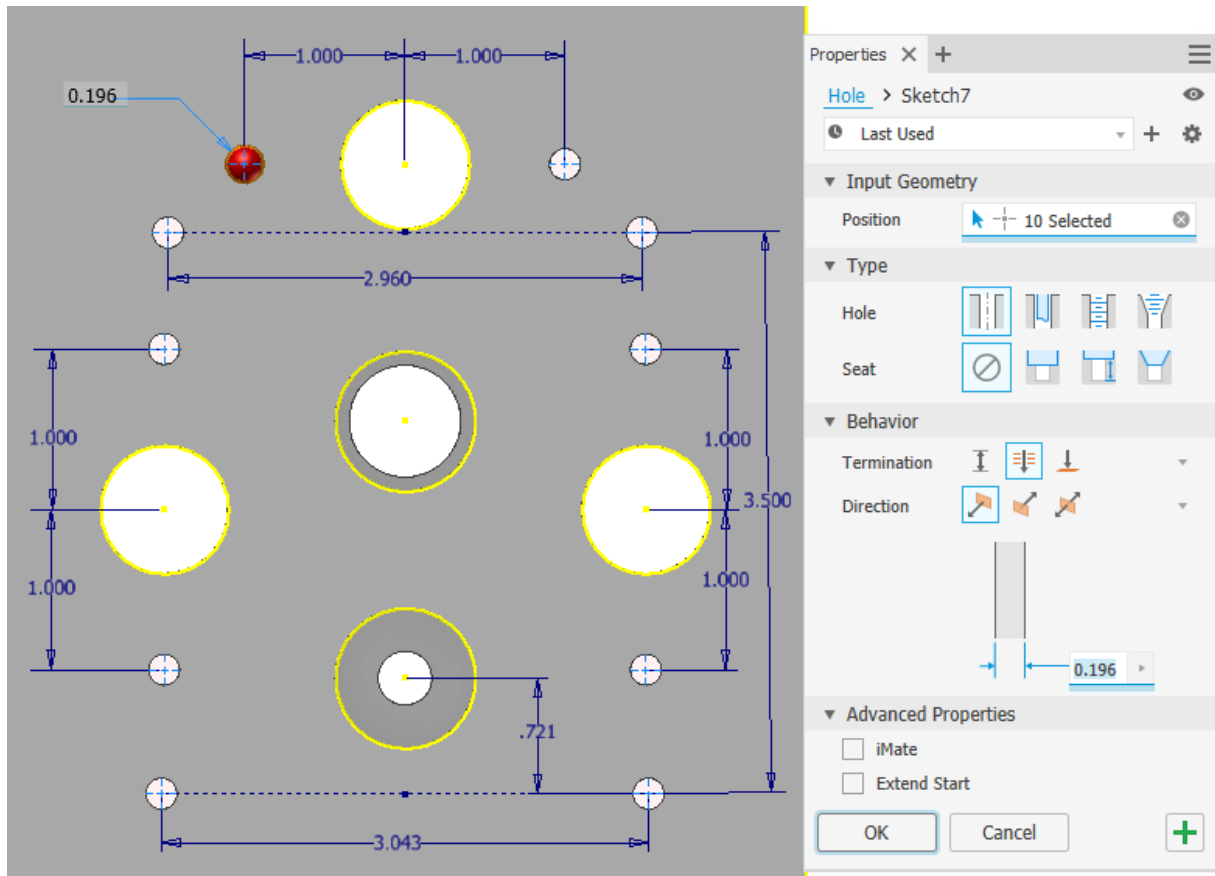 1.000
1.000
0.196
2.960
1.000
1.000
3.500
1.000
1.000
.721
3.043
Properties
Hole > Sketch7
Last Used
Input Geometry
Position 10 Selected
Type
Hole
Seat
Behavior
Termination
Direction
0.196
Advanced Properties
iMate
Extend Start
OK Cancel